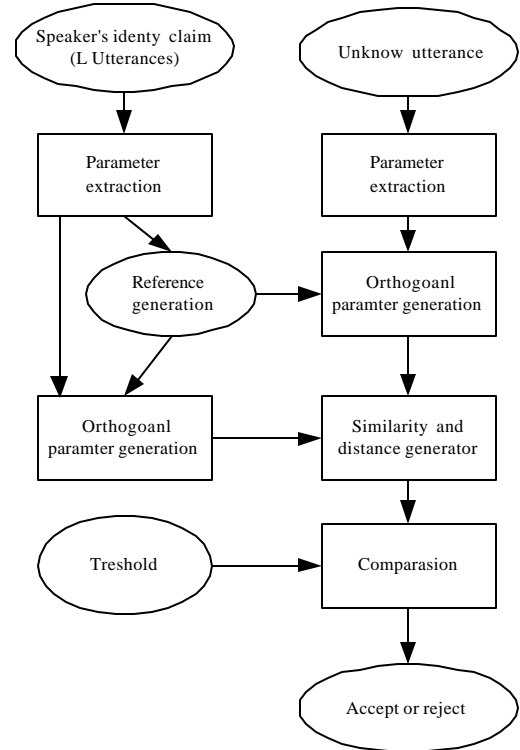 Speaker's identy claim
(L Utterances)
Unknow utterance
Parameter
extraction
Parameter
extraction
Reference
generation
Orthogoanl
paramter generation
Orthogoanl
paramter generation
Similarity and
distance generator
Treshold
Comparasion
Accept or reject